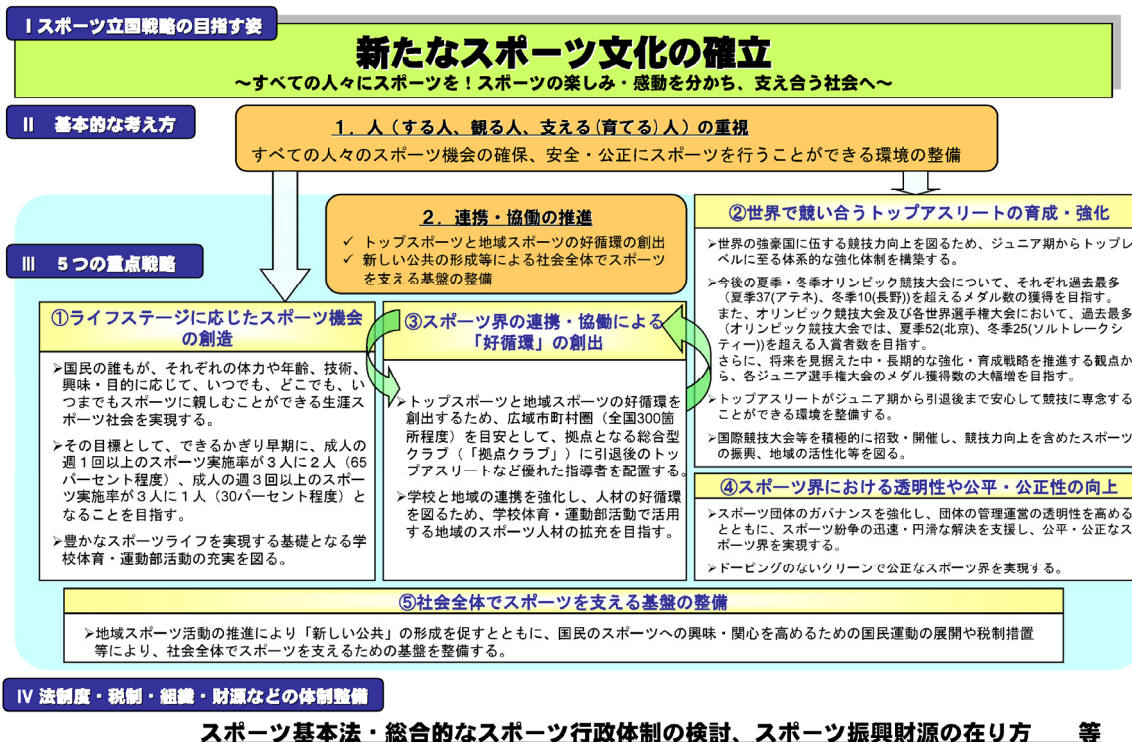 Ⅰスポーツ立国戦略の目指す姿
新たなスポーツ文化の確立
～すべての人々にスポーツを！スポーツの楽しみ・感動を分かち、支え合う社会へ～
Ⅱ 基本的な考え方
１．人（する人、観る人、支える(育てる)人）の重視
すべての人々のスポーツ機会の確保、安全・公正にスポーツを行うことができる環境の整備
２．連携・協働の推進
✓ トップスポーツと地域スポーツの好循環の創出
✓ 新しい公共の形成等による社会全体でスポーツ
を支える基盤の整備
Ⅲ ５つの重点戦略
①ライフステージに応じたスポーツ機会
の創造
➢国民の誰もが、それぞれの体力や年齢、技術、
興味・目的に応じて、いつでも、どこでも、い
つまでもスポーツに親しむことができる生涯ス
ポーツ社会を実現する。
➢その目標として、できるかぎり早期に、成人の
週１回以上のスポーツ実施率が３人に２人（65
パーセント程度）、成人の週３回以上のスポー
ツ実施率が３人に１人（30パーセント程度）と
なることを目指す。
➢豊かなスポーツライフを実現する基礎となる学
校体育・運動部活動の充実を図る。
③スポーツ界の連携・協働による
「好循環」の創出
➢トップスポーツと地域スポーツの好循環を
創出するため、広域市町村圏（全国300箇
所程度）を目安として、拠点となる総合型
クラブ（「拠点クラブ」）に引退後のトッ
プアスリートなど優れた指導者を配置する。
➢学校と地域の連携を強化し、人材の好循環
を図るため、学校体育・運動部活動で活用
する地域のスポーツ人材の拡充を目指す。
②世界で競い合うトップアスリートの育成・強化
➢世界の強豪国に伍する競技力向上を図るため、ジュニア期からトップレ
ベルに至る体系的な強化体制を構築する。
➢今後の夏季・冬季オリンピック競技大会について、それぞれ過去最多
（夏季37(アテネ)、冬季10(長野))を超えるメダル数の獲得を目指す。
また、オリンピック競技大会及び各世界選手権大会において、過去最多
（オリンピック競技大会では、夏季52(北京)、冬季25(ソルトレークシ
ティー))を超える入賞者数を目指す。
さらに、将来を見据えた中・長期的な強化・育成戦略を推進する観点か
ら、各ジュニア選手権大会のメダル獲得数の大幅増を目指す。
➢トップアスリートがジュニア期から引退後まで安心して競技に専念する
ことができる環境を整備する。
➢国際競技大会等を積極的に招致・開催し、競技力向上を含めたスポーツ
の振興、地域の活性化等を図る。
④スポーツ界における透明性や公平・公正性の向上
➢スポーツ団体のガバナンスを強化し、団体の管理運営の透明性を高める
とともに、スポーツ紛争の迅速・円滑な解決を支援し、公平・公正なス
ポーツ界を実現する。
➢ドーピングのないクリーンで公正なスポーツ界を実現する。
⑤社会全体でスポーツを支える基盤の整備
➢地域スポーツ活動の推進により「新しい公共」の形成を促すとともに、国民のスポーツへの興味・関心を高めるための国民運動の展開や税制措置
等により、社会全体でスポーツを支えるための基盤を整備する。
Ⅳ 法制度・税制・組織・財源などの体制整備
スポーツ基本法・総合的なスポーツ行政体制の検討、スポーツ振興財源の在り方 等